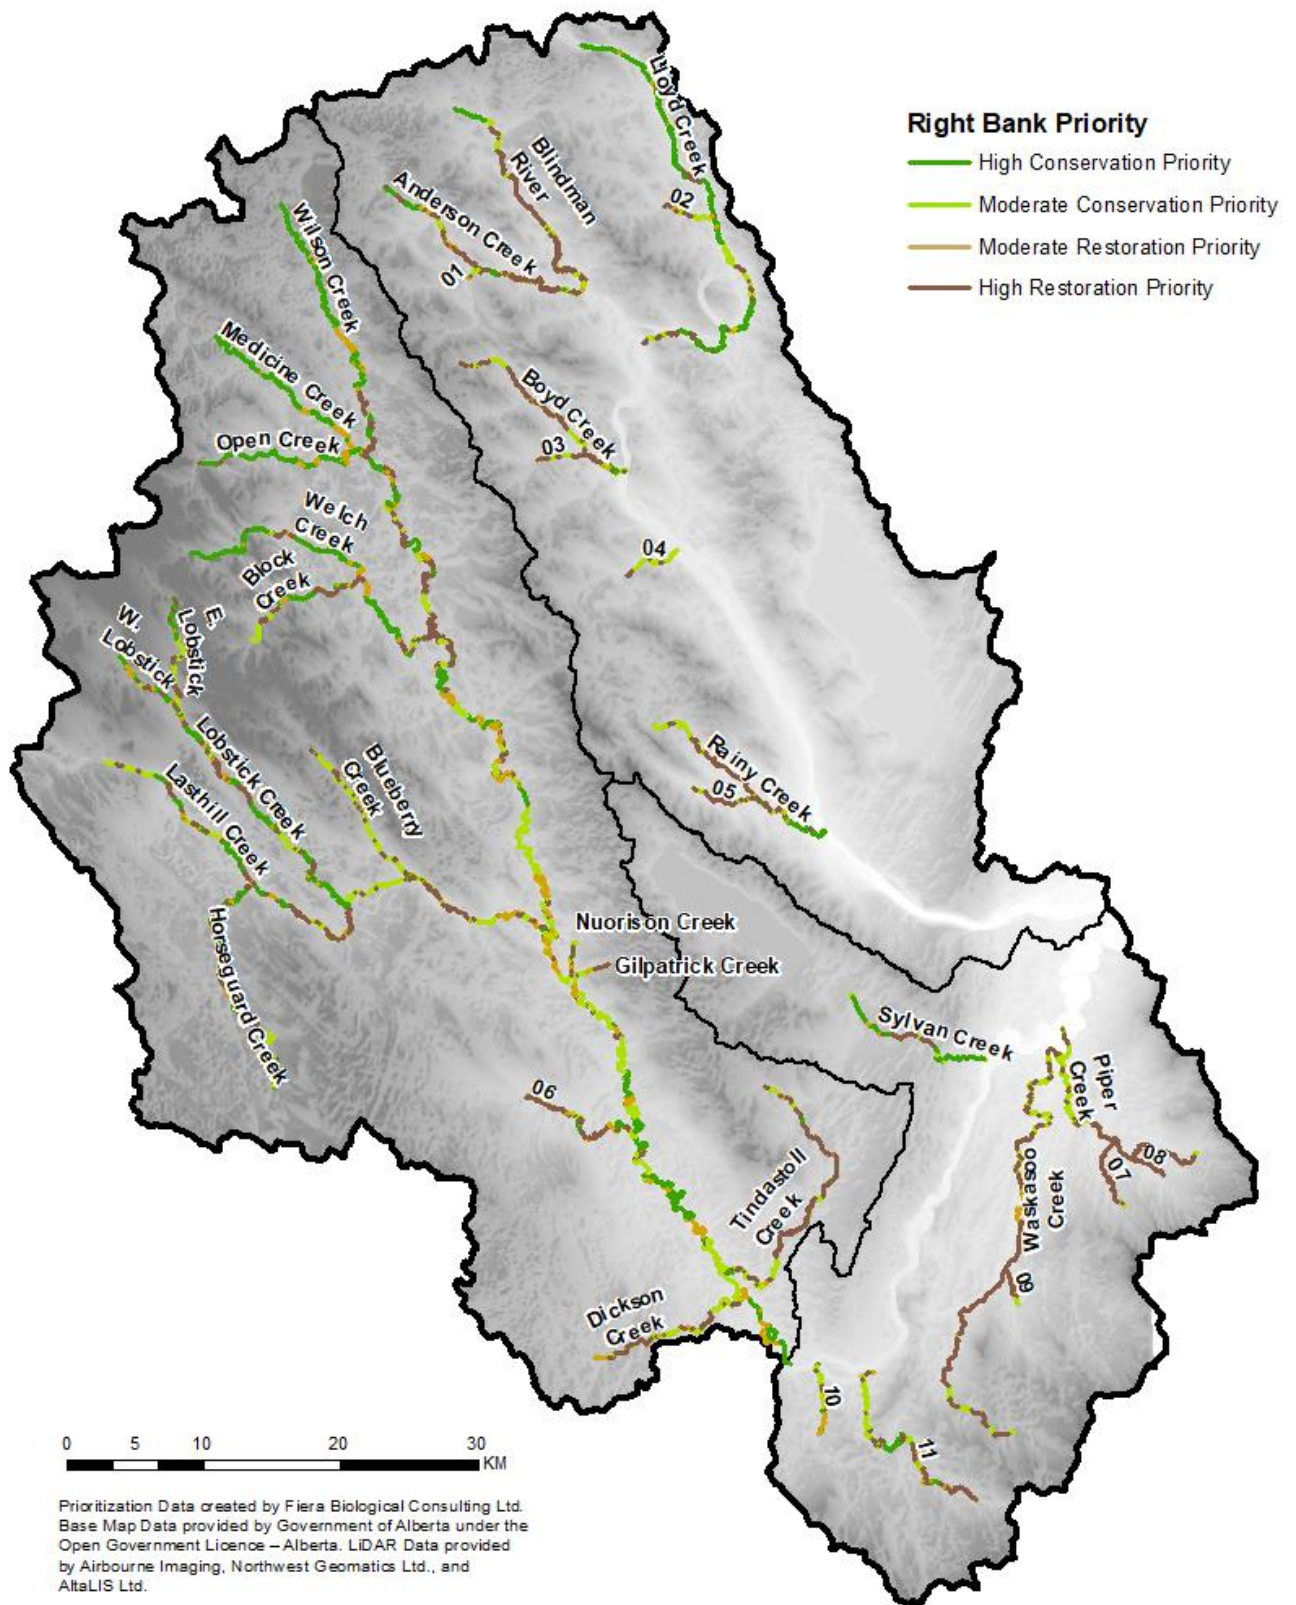 Right Bank Priority
High Conservation Priority
Moderate Conservation Priority
Moderate Restoration Priority
High Restoration Priority
Lloyd Creek
Blindman
River
02
Anderson Creek
01
Wilson Creek
Medicine Creek
Boyd Creek
Open Creek
03
Welch
Creek
04
Block
Creek
E.
Lobstick
W.
Lobstick
Lobstick Creek
Blueberry
Creek
Rainy Creek
05
Lasthill Creek
Horseguard Creek
Nuorison Creek
Gilpatrick Creek
Sylvan Creek
Piper
Creek
06
08
07
Waskasoo
Creek
Tindastoll
Creek
09
Dickson
Creek
10
11
0 5 10 20 30
KM
Prioritization Data created by Fiera Biological Consulting Ltd.
Base Map Data provided by Government of Alberta under the
Open Government Licence – Alberta. LiDAR Data provided
by Airbourne Imaging, Northwest Geomatics Ltd., and
AltaLIS Ltd.